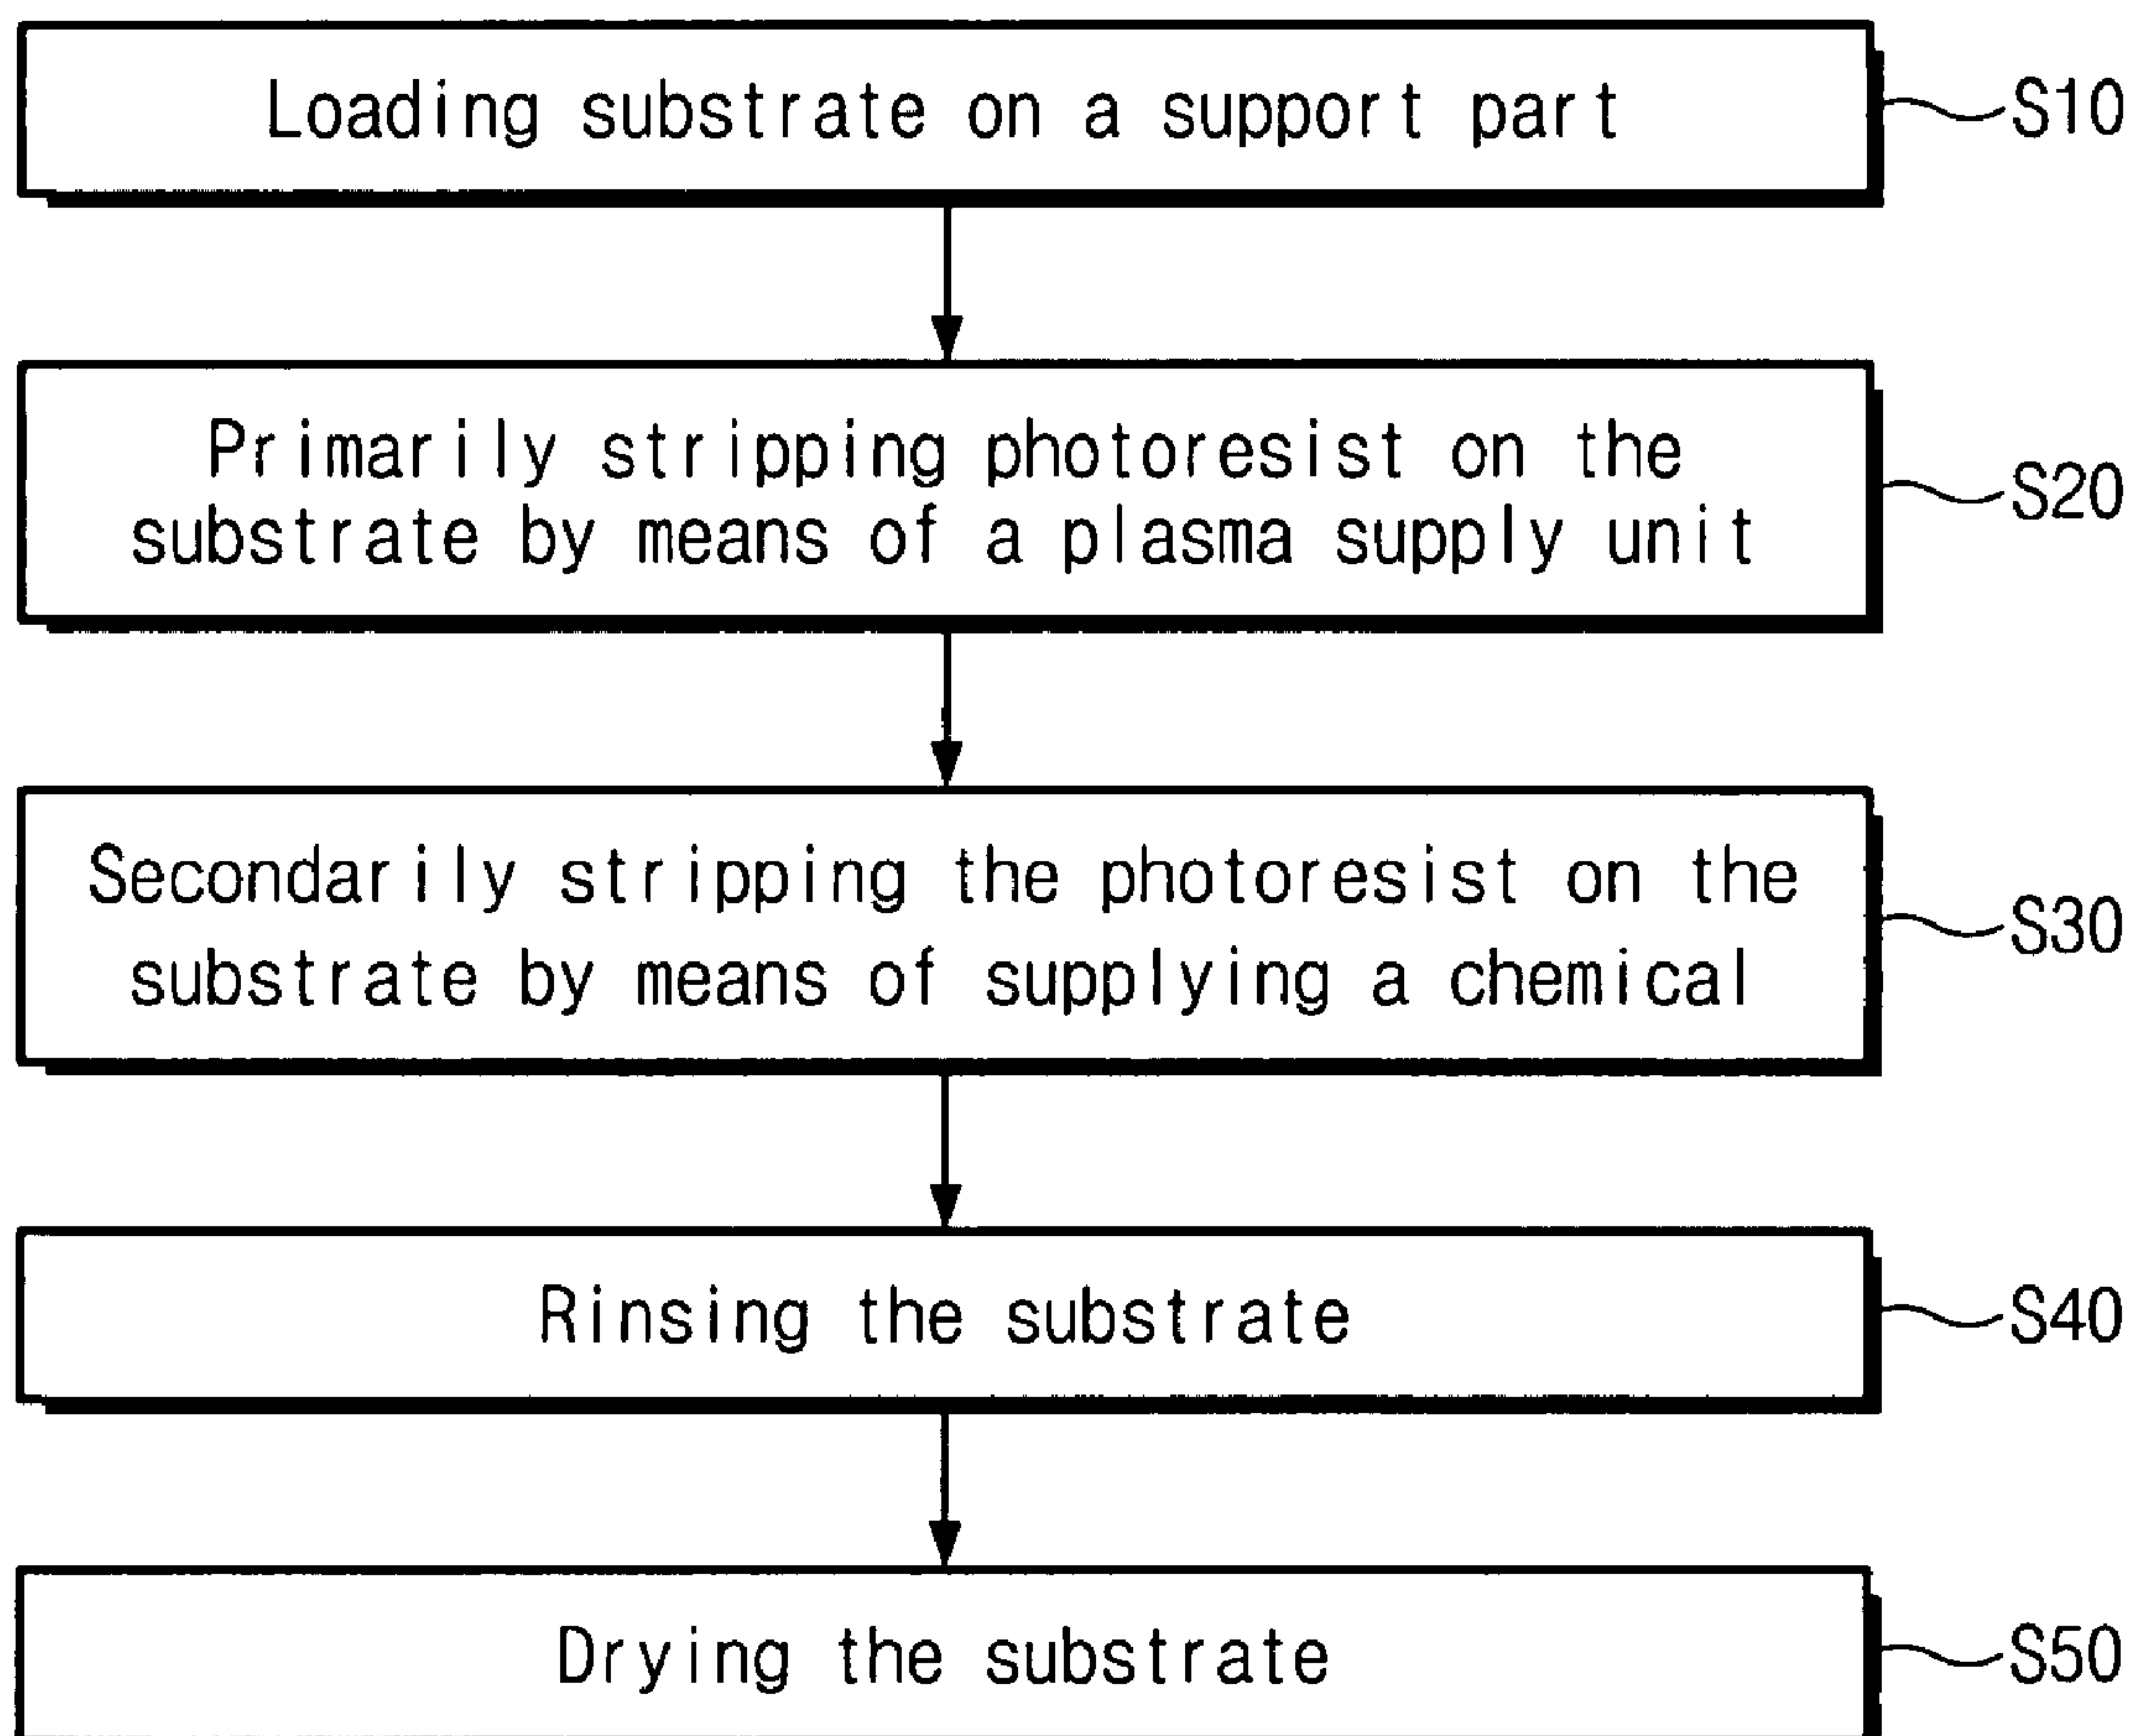 Loading substrate on a support part
S10
Primarily stripping photoresist on the
substrate by means of a plasma supply unit
S20
Secondarily stripping the photoresist on the
substrate by means of supplying a chemical
S30
Rinsing the substrate
S40
Drying the substrate
S50